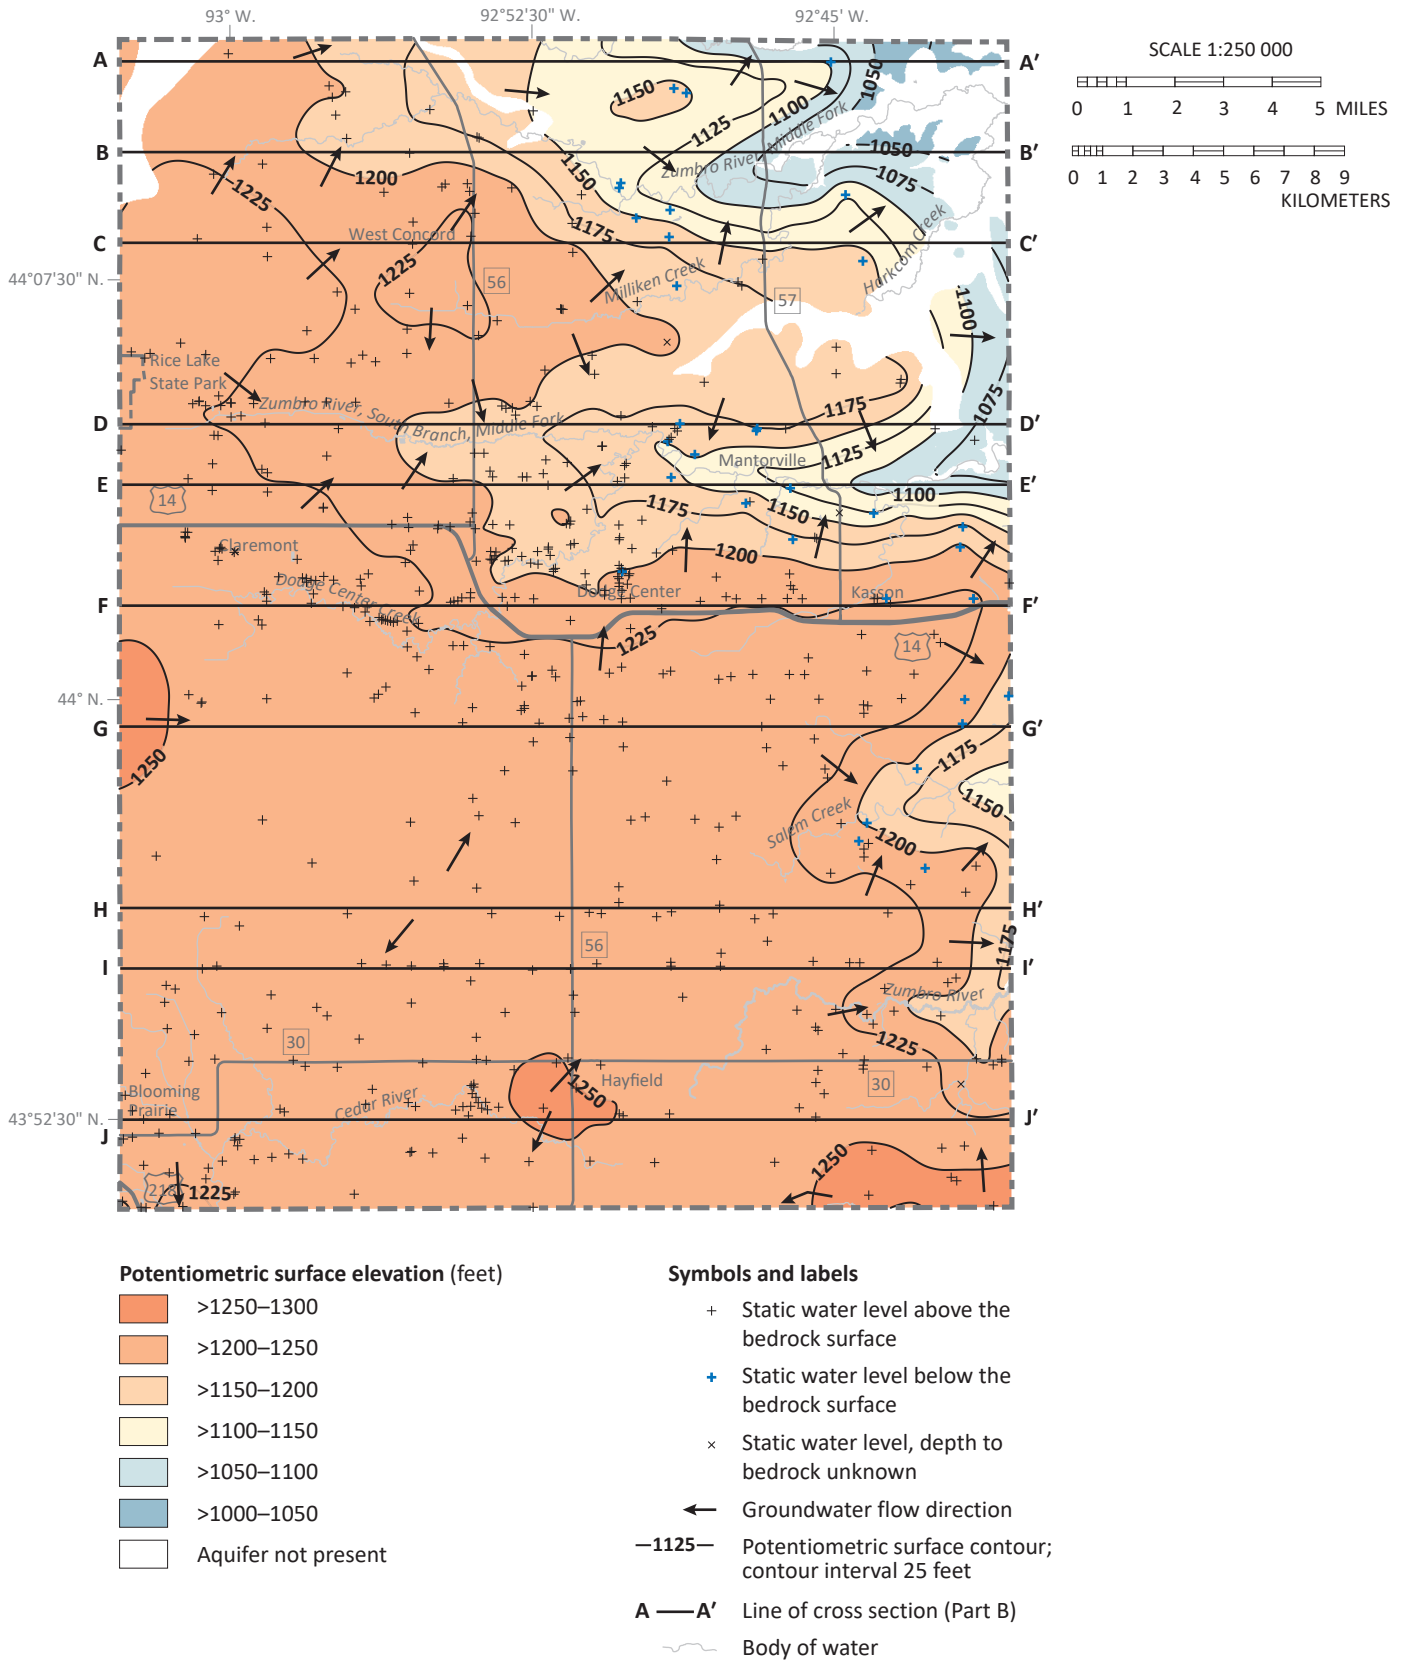 93° W.
92°52'30" W.
92°45' W.
SCALE 1:250 000
0 1 2 3 4 5 MILES
0 1 2 3 4 5 6 7 8 9
KILOMETERS
A
A′
1050
1150
1100
1125
Zumbro River, Middle Fork
B
B′
1050
1150
1200
1075
1225
Harkcom Creek
West Concord
1175
C
C′
1225
56
Milliken Creek
57
44°07'30" N.
1100
Rice Lake
State Park
Zumbro River, South Branch, Middle Fork
1175
1075
D
D′
Mantorville
1125
E
E′
14
1175
1150
1100
Claremont
1200
Dodge Center Creek
Dodge Center
Kasson
F
F′
1225
14
44° N.
G
G′
1250
1175
1150
Salem Creek
1200
H
H′
56
1175
I
I′
Zumbro River
30
1225
Blooming
Prairie
Cedar River
1250
Hayfield
30
43°52'30" N.
J
J′
1250
218
1225
Potentiometric surface elevation (feet)
>1250–1300
>1200–1250
>1150–1200
>1100–1150
>1050–1100
>1000–1050
Aquifer not present
Symbols and labels
Static water level above the
bedrock surface
Static water level below the
bedrock surface
Static water level, depth to
bedrock unknown
Groundwater flow direction
—1125— Potentiometric surface contour;
contour interval 25 feet
A — A′ Line of cross section (Part B)
Body of water